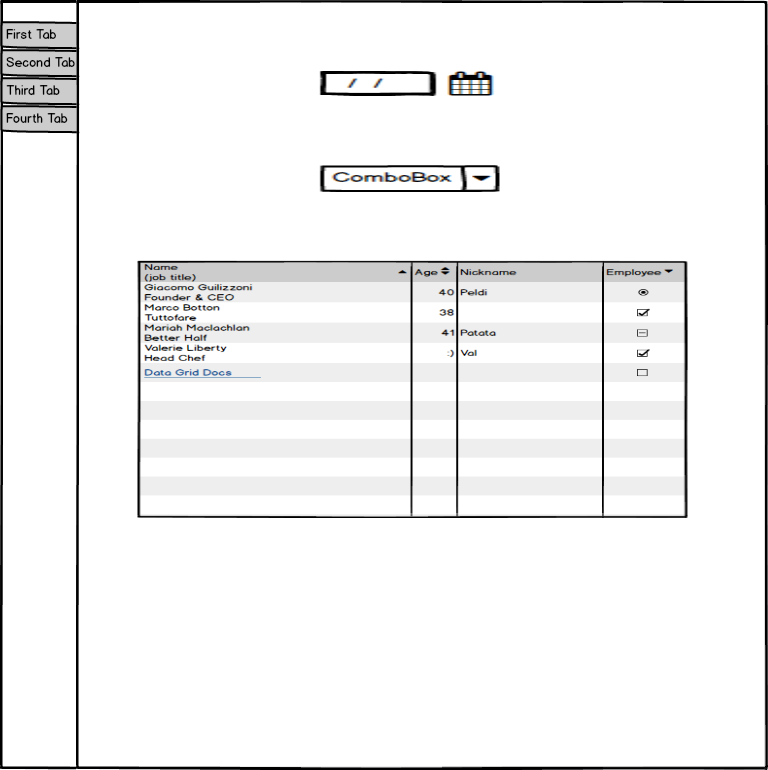 First Tab
Second Tab
Third Tab
Fourth Tab
/ /
ComboBox
Name
(job title)
Age
Nickname
Employee
Giacomo Guilizzoni
Founder & CEO
40
Peldi
Marco Botton
Tuttofare
38
Mariah Maclachlan
Better Half
41
Patata
Valerie Liberty
Head Chef
:)
Val
Data Grid Docs